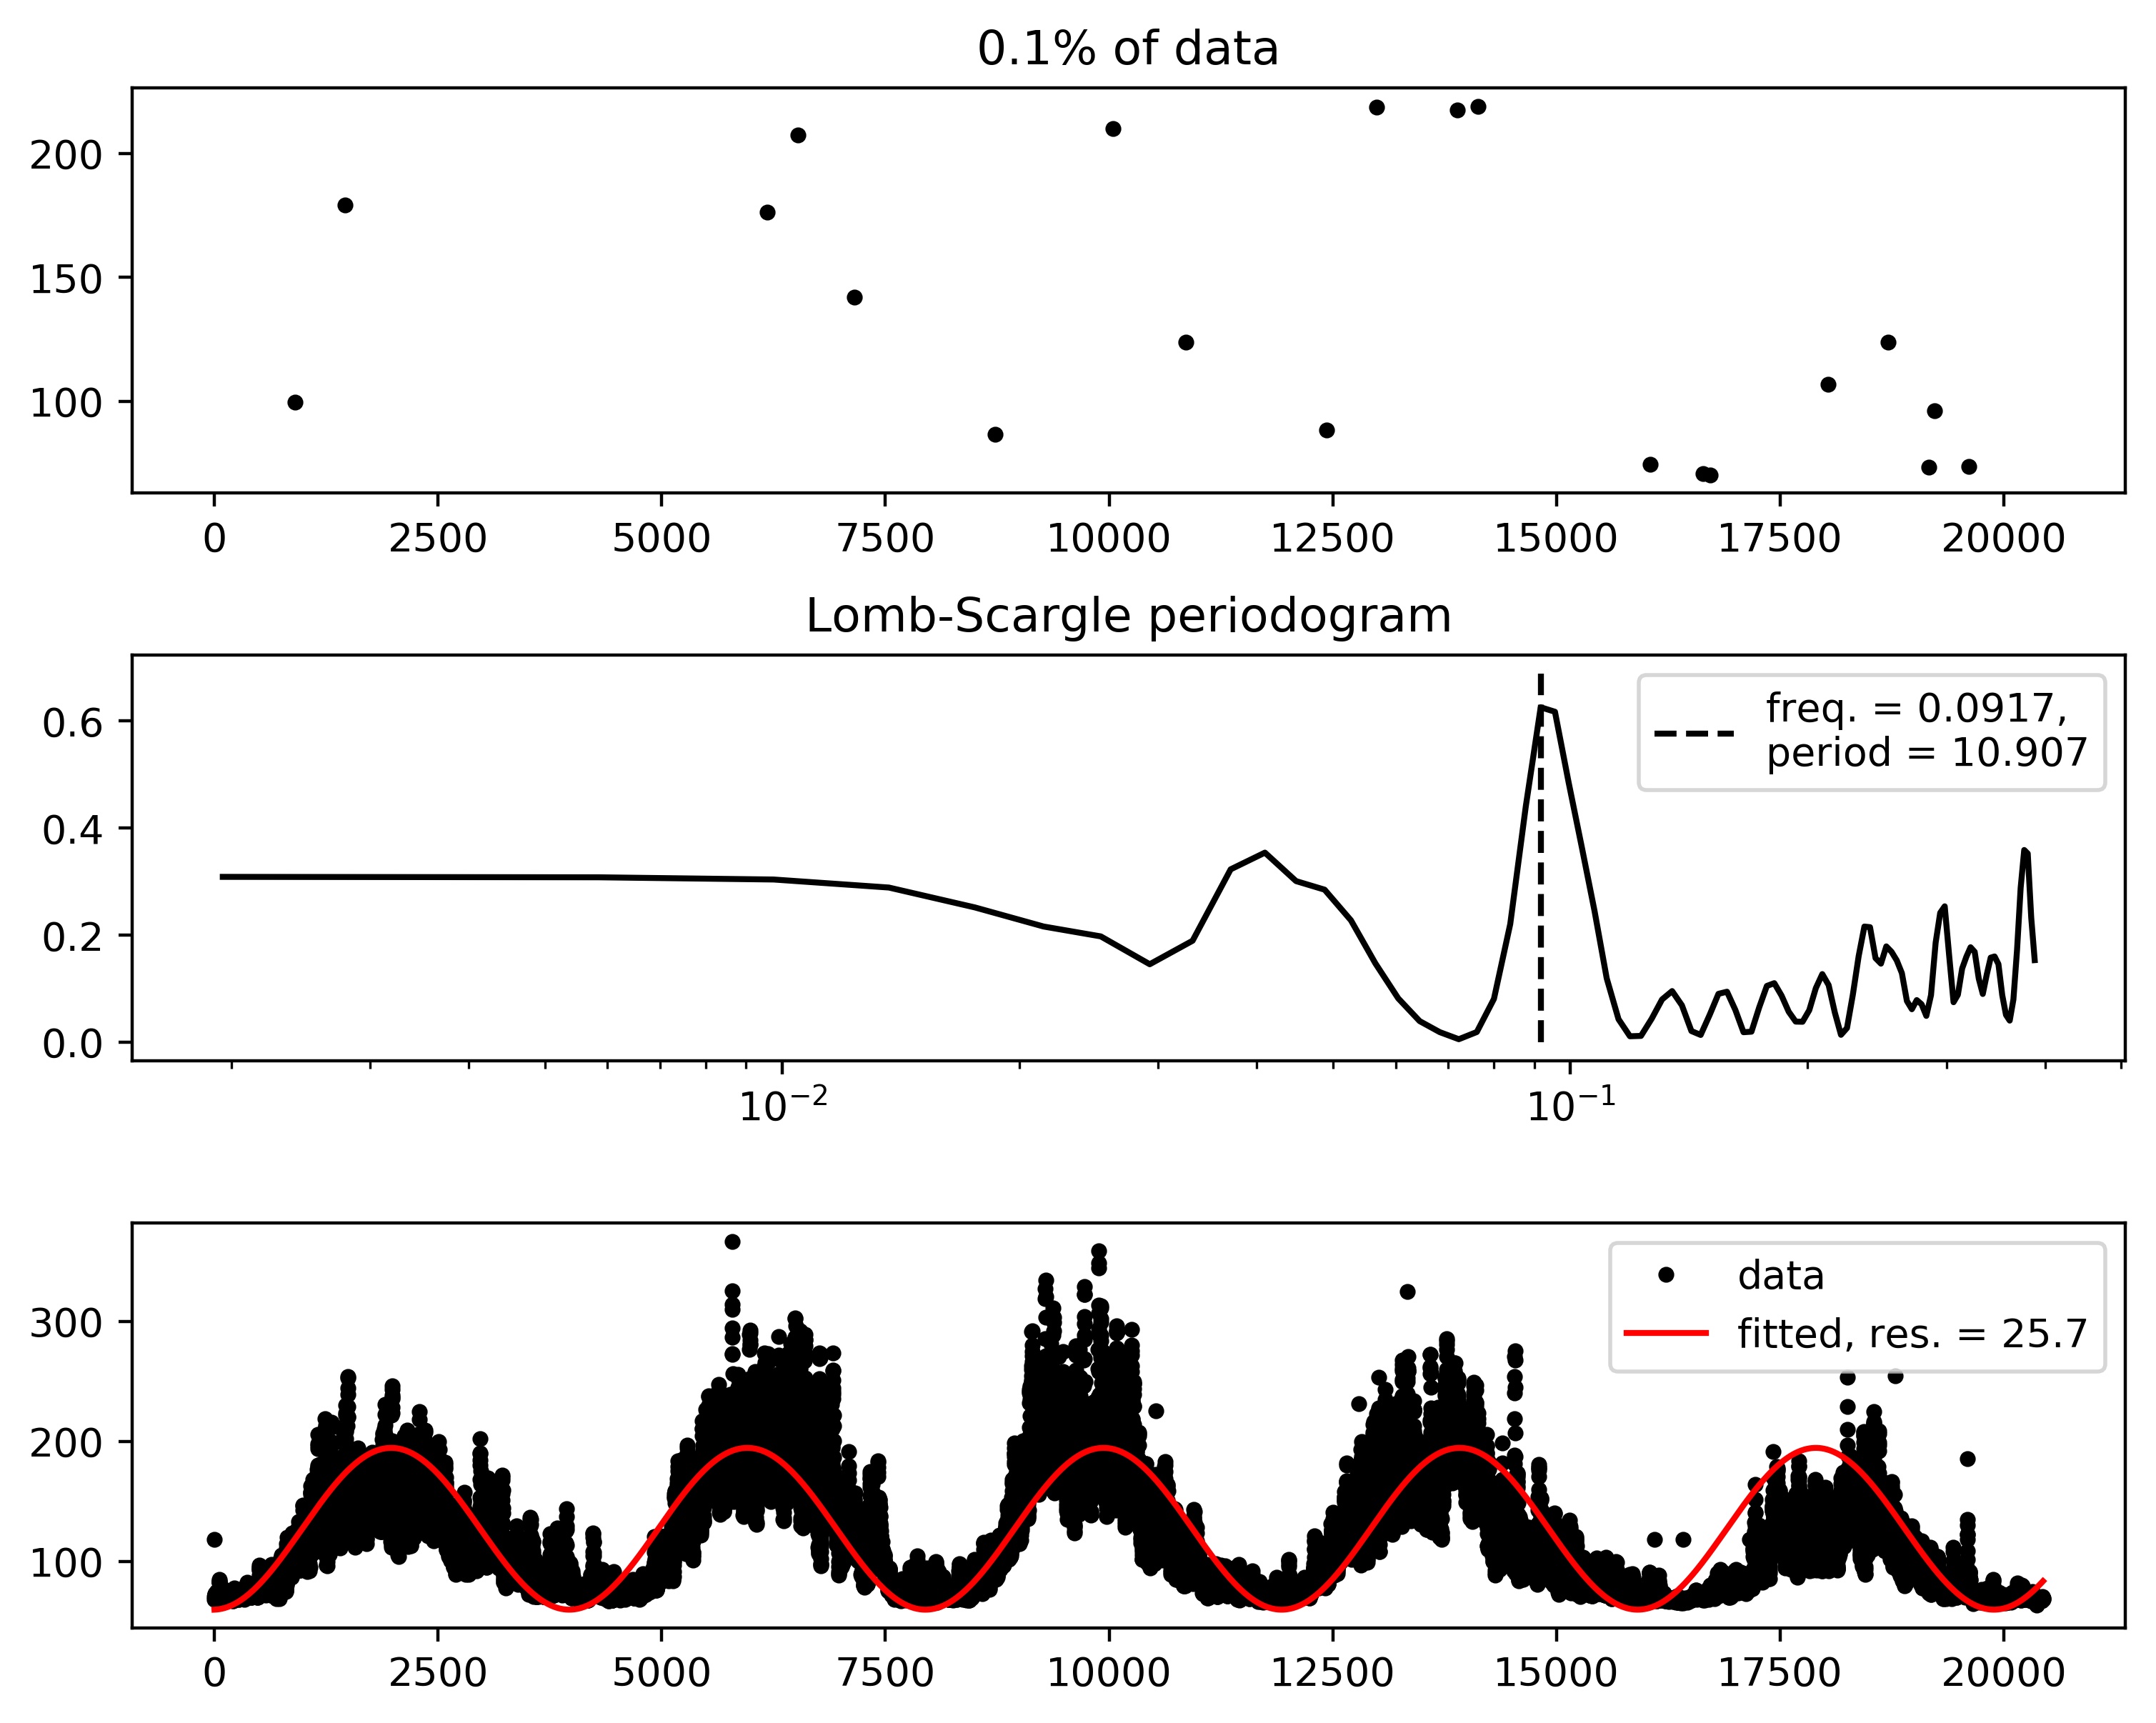 0.1% of data
200
150
100
0 2500 5000 7500 10000 12500 15000 17500 20000
Lomb-Scargle periodogram
0.6
0.4
0.2
0.0
freq. = 0.0917,
period = 10.907
10⁻² 10⁻¹
300
200
100
data
fitted, res. = 25.7
0 2500 5000 7500 10000 12500 15000 17500 20000